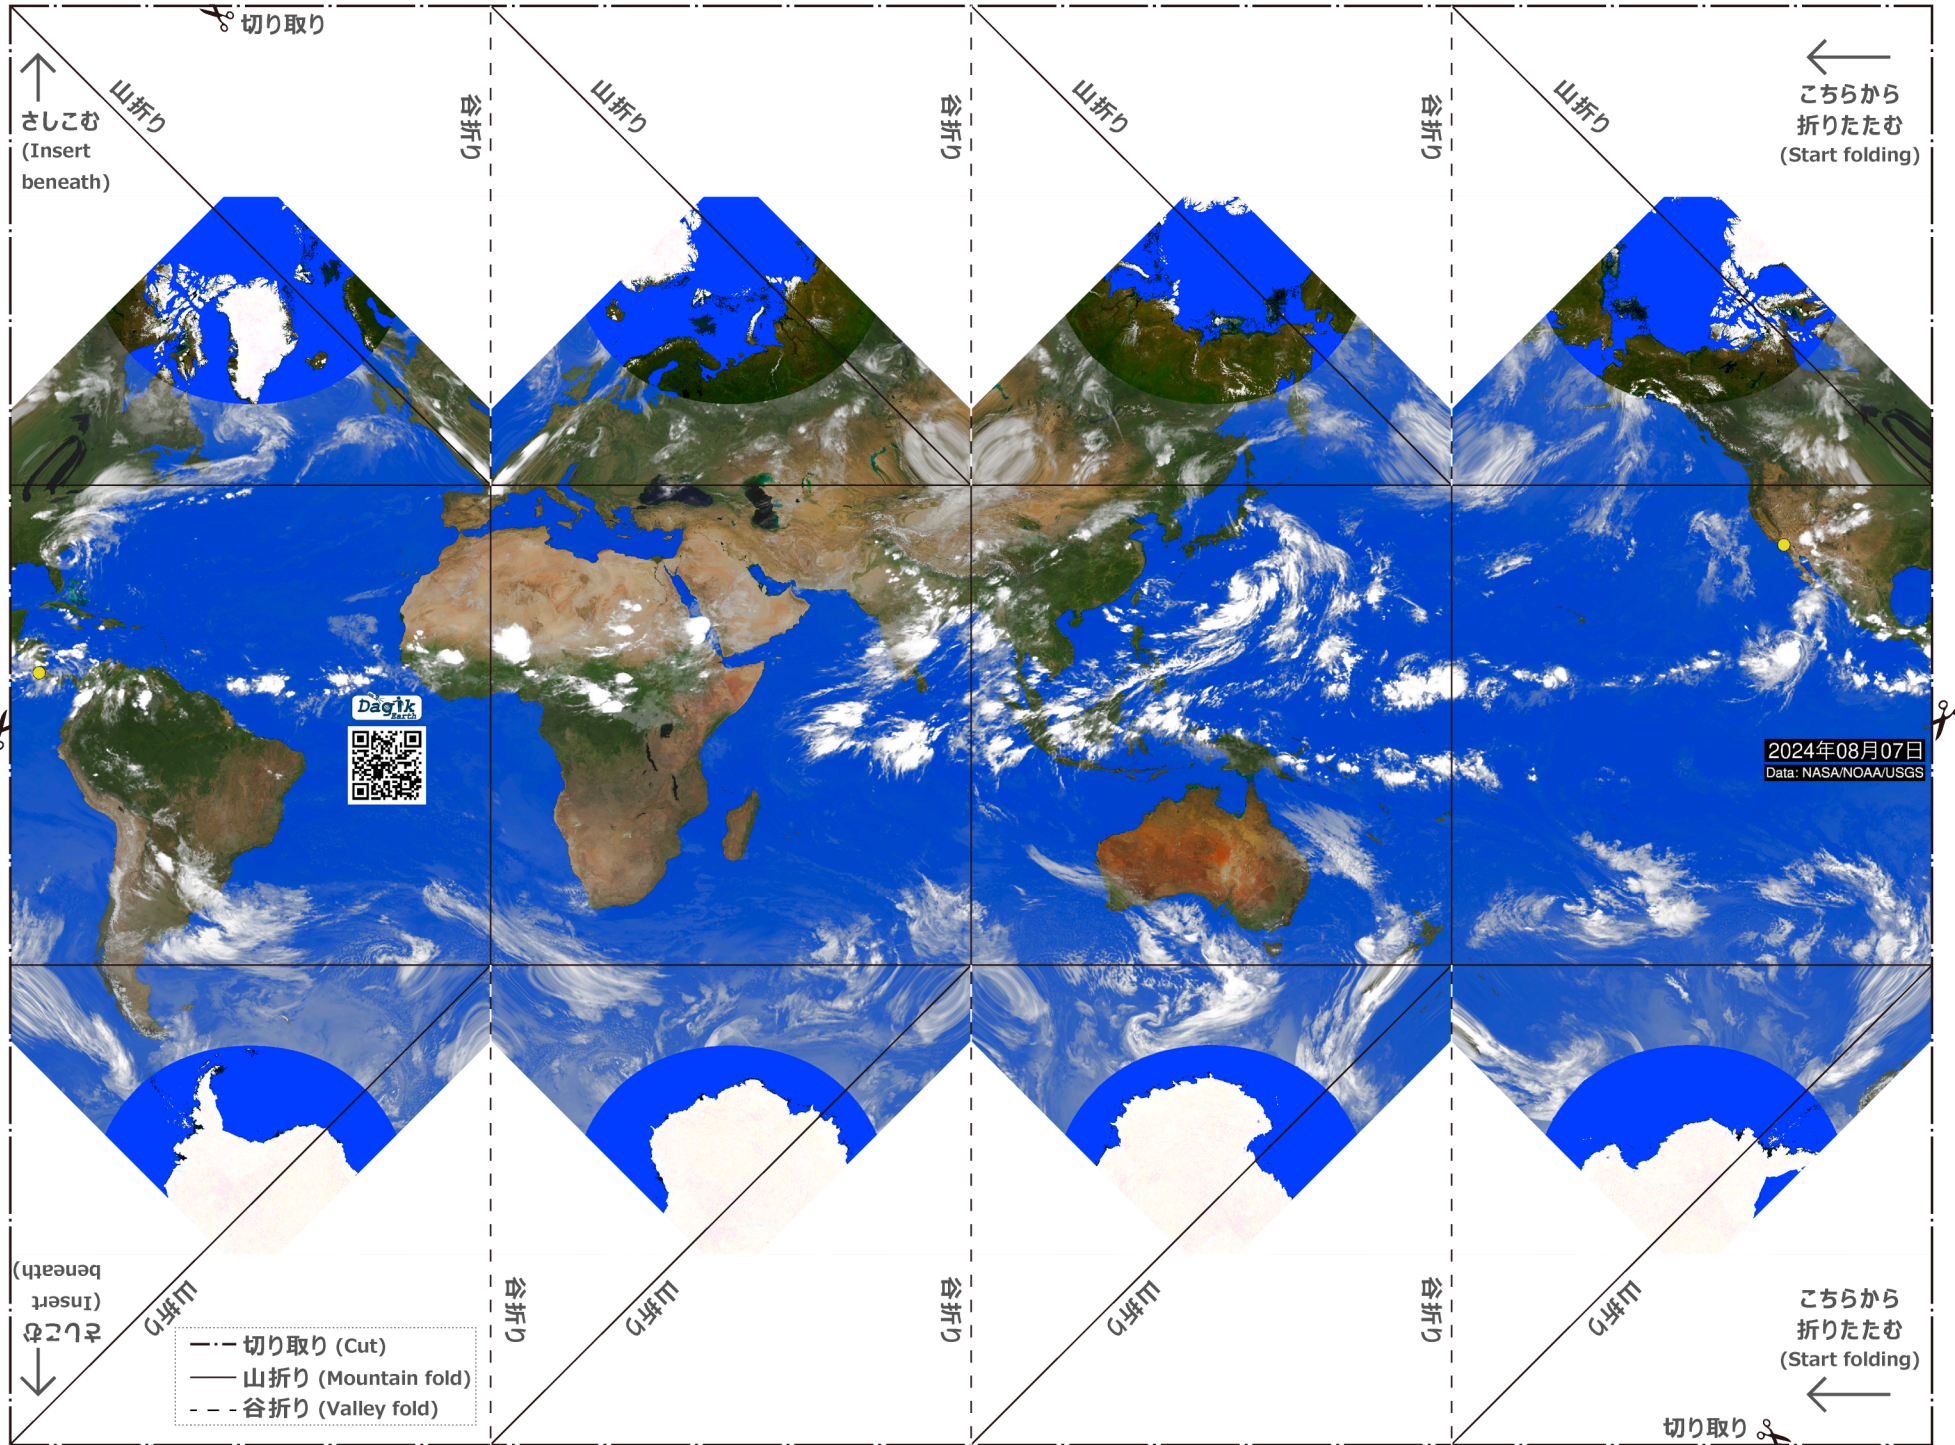 切り取り
さしこむ
(Insert
beneath)
山折り
谷折り
山折り
谷折り
山折り
谷折り
山折り
こちらから
折りたたむ
(Start folding)
Dagik
Earth
2024年08月07日
Data: NASA/NOAA/USGS
さしこむ
(Insert
beneath)
山折り
谷折り
山折り
谷折り
山折り
谷折り
山折り
こちらから
折りたたむ
(Start folding)
切り取り (Cut)
山折り (Mountain fold)
谷折り (Valley fold)
切り取り